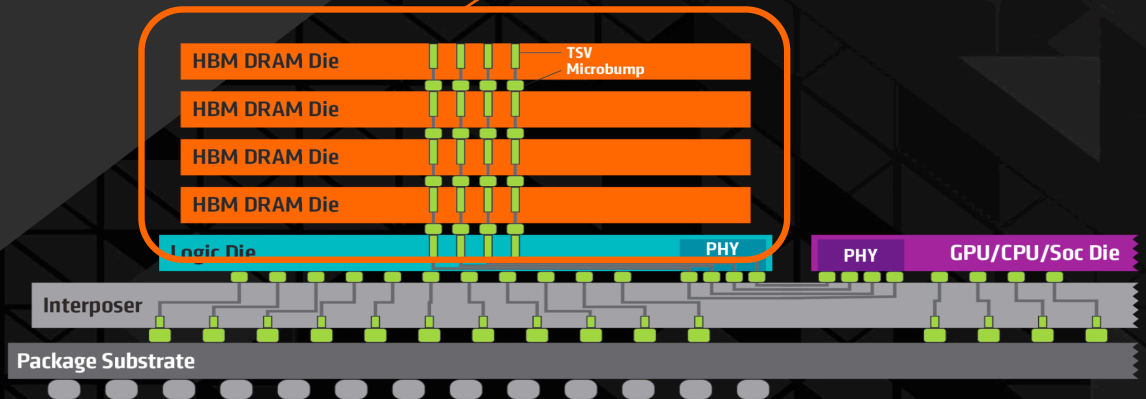 HBM DRAM Die
TSV
Microbump
HBM DRAM Die
HBM DRAM Die
HBM DRAM Die
Logic Die
PHY
PHY
GPU/CPU/Soc Die
Interposer
Package Substrate